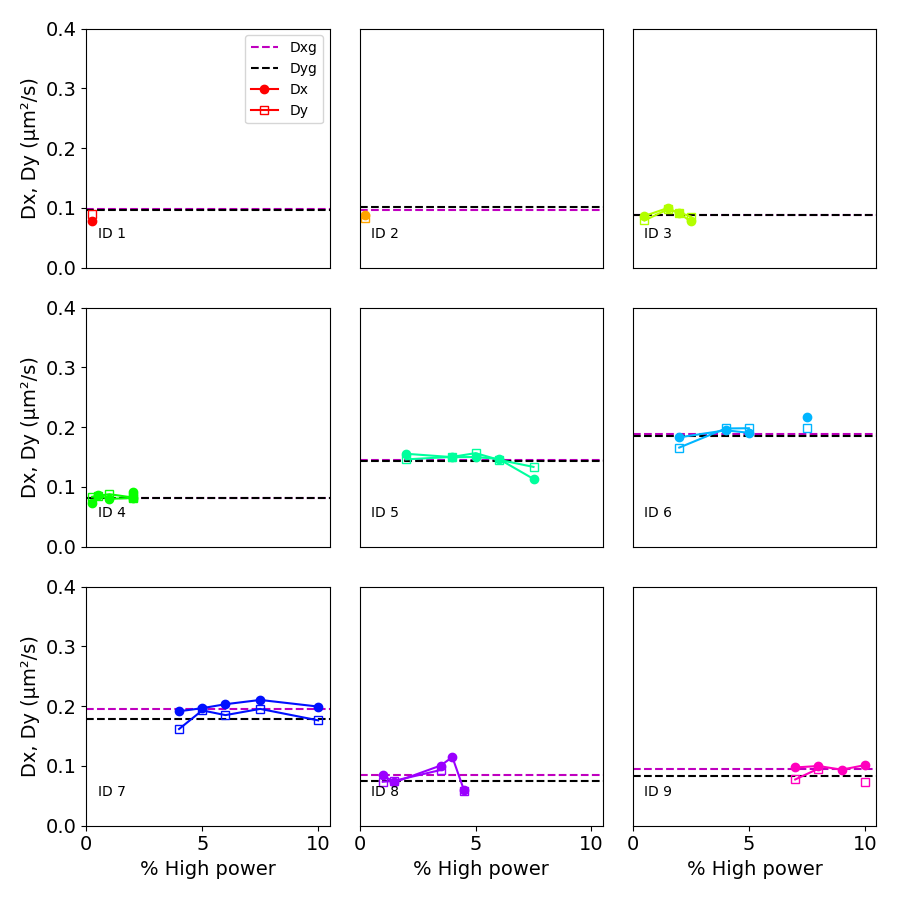 0.4
0.3
0.2
0.1
0.0
Dx, Dy (μm²/s)
Dxg
Dyg
Dx
Dy
ID 1
ID 2
ID 3
0.4
0.3
0.2
0.1
0.0
Dx, Dy (μm²/s)
ID 4
ID 5
ID 6
0.4
0.3
0.2
0.1
0.0
Dx, Dy (μm²/s)
ID 7
ID 8
ID 9
0 5 10
0 5 10
0 5 10
% High power
% High power
% High power